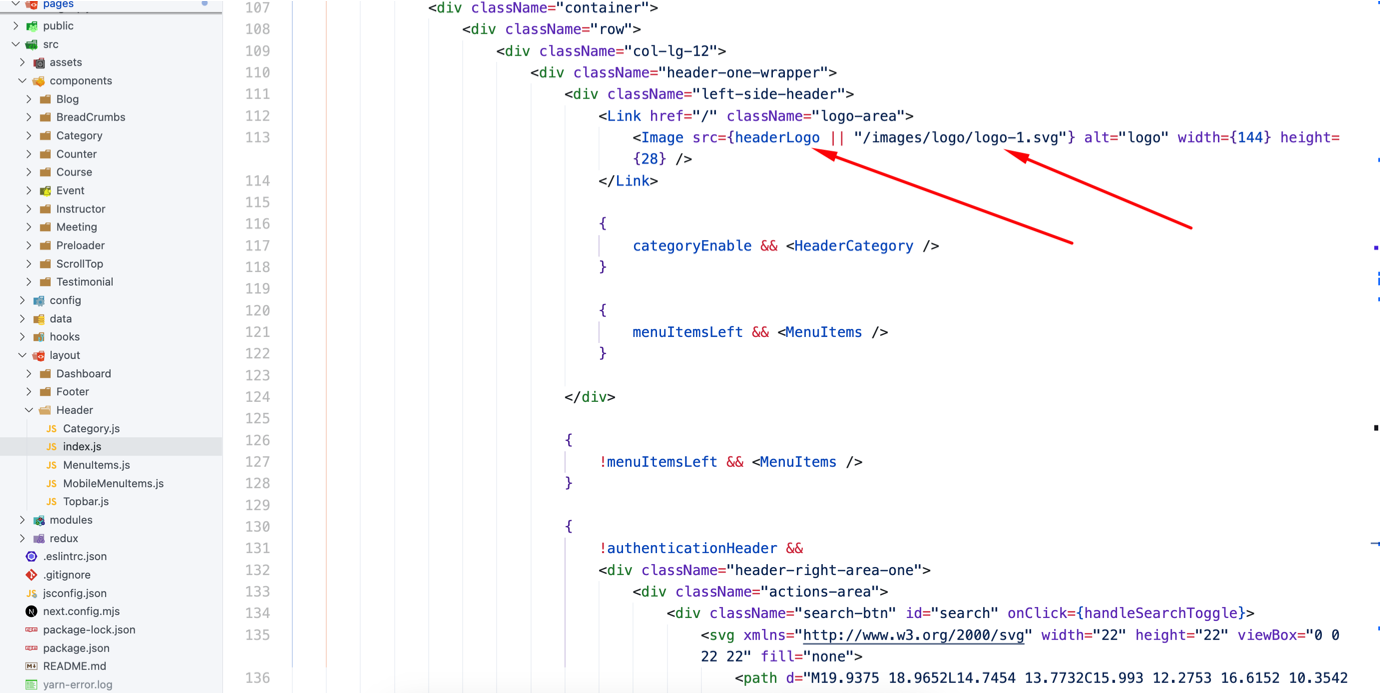 pages
public
src
assets
components
Blog
BreadCrumbs
Category
Counter
Course
Event
Instructor
Meeting
Preloader
ScrollTop
Testimonial
config
data
hooks
layout
Dashboard
Footer
Header
JS Category.js
JS index.js
JS MenuItems.js
JS MobileMenuItems.js
JS Topbar.js
modules
redux
.eslintrc.json
.gitignore
jsconfig.json
next.config.mjs
package-lock.json
package.json
README.md
yarn-error.log
107 <div className="container">
108 <div className="row">
109 <div className="col-lg-12">
110 <div className="header-one-wrapper">
111 <div className="left-side-header">
112 <Link href="/" className="logo-area">
113 <Image src={headerLogo || "/images/logo/logo-1.svg"} alt="logo" width={144} height=
{28} />
114 </Link>
115
116 {
117 categoryEnable && <HeaderCategory />
118 }
119
120 {
121 menuItemsLeft && <MenuItems />
122 }
123
124 </div>
125
126 {
127 !menuItemsLeft && <MenuItems />
128 }
129
130 {
131 !authenticationHeader &&
132 <div className="header-right-area-one">
133 <div className="actions-area">
134 <div className="search-btn" id="search" onClick={handleSearchToggle}>
135 <svg xmlns="http://www.w3.org/2000/svg" width="22" height="22" viewBox="0 0
22 22" fill="none">
136 <path d="M19.9375 18.9652L14.7454 13.7732C15.993 12.2753 16.6152 10.3542